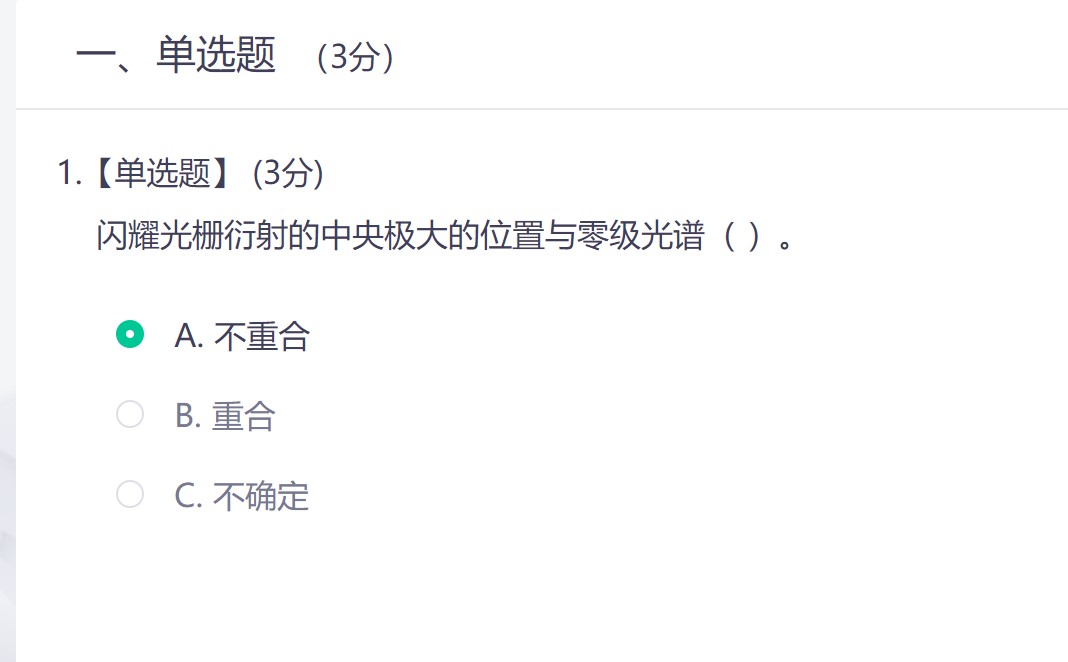 一、单选题 （3分）
1.【单选题】 (3分)
闪耀光栅衍射的中央极大的位置与零级光谱（ ）。
A. 不重合
B. 重合
C. 不确定